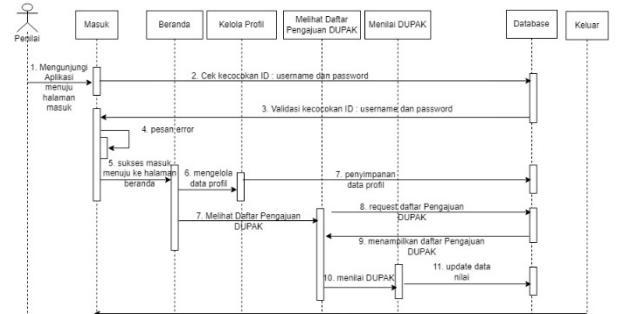 Masuk
Beranda
Kelola Profil
Melihat Daftar
Pengajuan DUPAK
Menilai DUPAK
Database
Keluar
Penilai
1. Mengunjungi
Aplikasi
menuju
halaman
masuk
2. Cek kecocokan ID : username dan password
3. Validasi kecocokan ID : username dan password
4. pesan error
5. sukses masuk
menuju ke halaman
beranda
6. mengelola
data profil
7. penyimpanan
data profil
7. Melihat Daftar Pengajuan
DUPAK
8. request daftar Pengajuan
DUPAK
9. menampilkan daftar Pengajuan
DUPAK
10. menilai DUPAK
11. update data
nilai